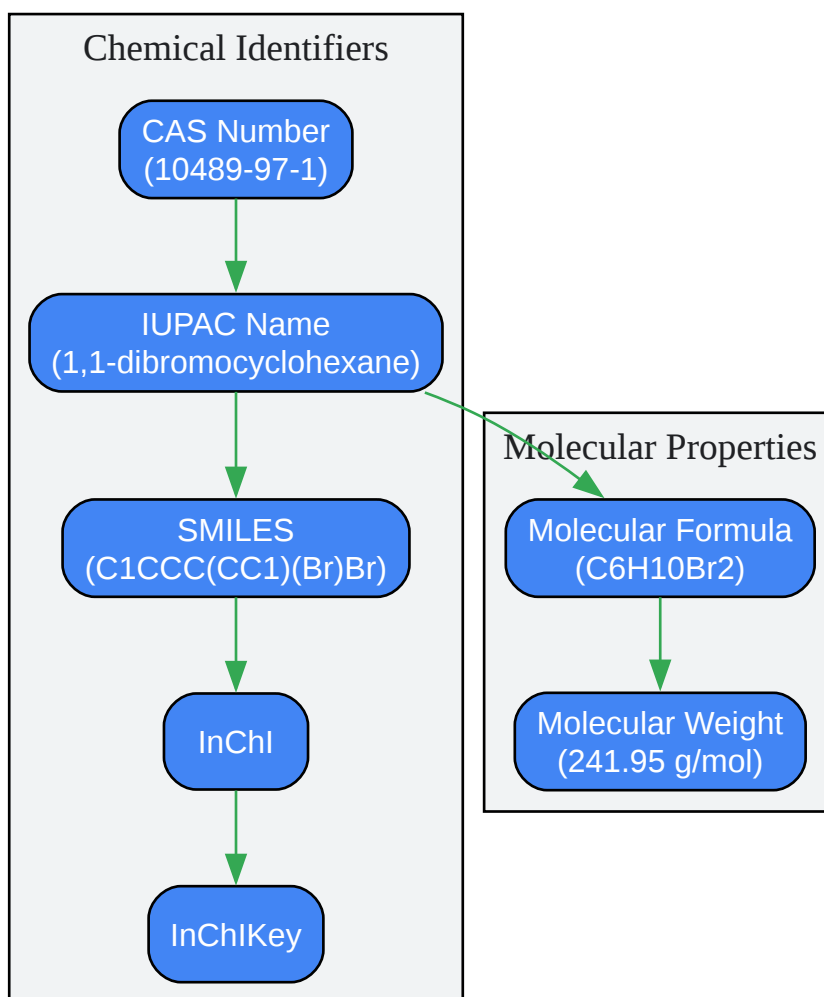 Chemical Identifiers
CAS Number
(10489-97-1)
IUPAC Name
(1,1-dibromocyclohexane)
SMILES
(C1CCC(CC1)(Br)Br)
InChI
InChIKey
Molecular Properties
Molecular Formula
(C6H10Br2)
Molecular Weight
(241.95 g/mol)